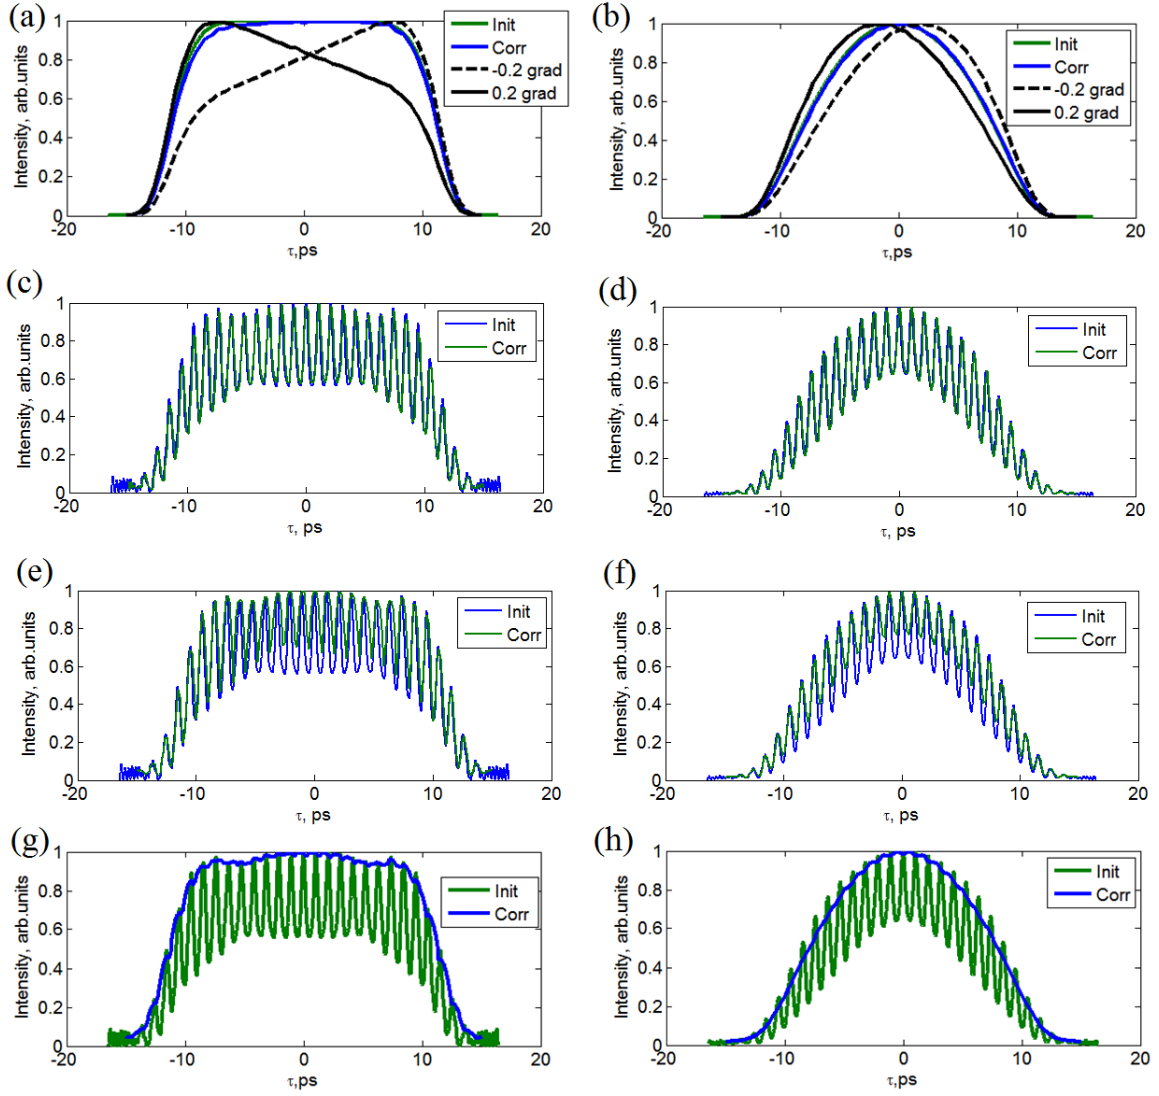 (a)
Intensity, arb.units
1
0.8
0.6
0.4
0.2
0
-20
-10
0
10
20
τ,ps
Init
Corr
-0.2 grad
0.2 grad
(b)
Intensity, arb.units
1
0.8
0.6
0.4
0.2
0
-20
-10
0
10
20
τ,ps
Init
Corr
-0.2 grad
0.2 grad
(c)
Intensity, arb.units
1
0.8
0.6
0.4
0.2
0
-20
-10
0
10
20
τ, ps
Init
Corr
(d)
Intensity, arb.units
1
0.8
0.6
0.4
0.2
0
-20
-10
0
10
20
τ, ps
Init
Corr
(e)
Intensity, arb.units
1
0.8
0.6
0.4
0.2
0
-20
-10
0
10
20
τ, ps
Init
Corr
(f)
Intensity, arb.units
1
0.8
0.6
0.4
0.2
0
-20
-10
0
10
20
τ, ps
Init
Corr
(g)
Intensity, arb.units
1
0.8
0.6
0.4
0.2
0
-20
-10
0
10
20
τ,ps
Init
Corr
(h)
Intensity, arb.units
1
0.8
0.6
0.4
0.2
0
-20
-10
0
10
20
τ,ps
Init
Corr